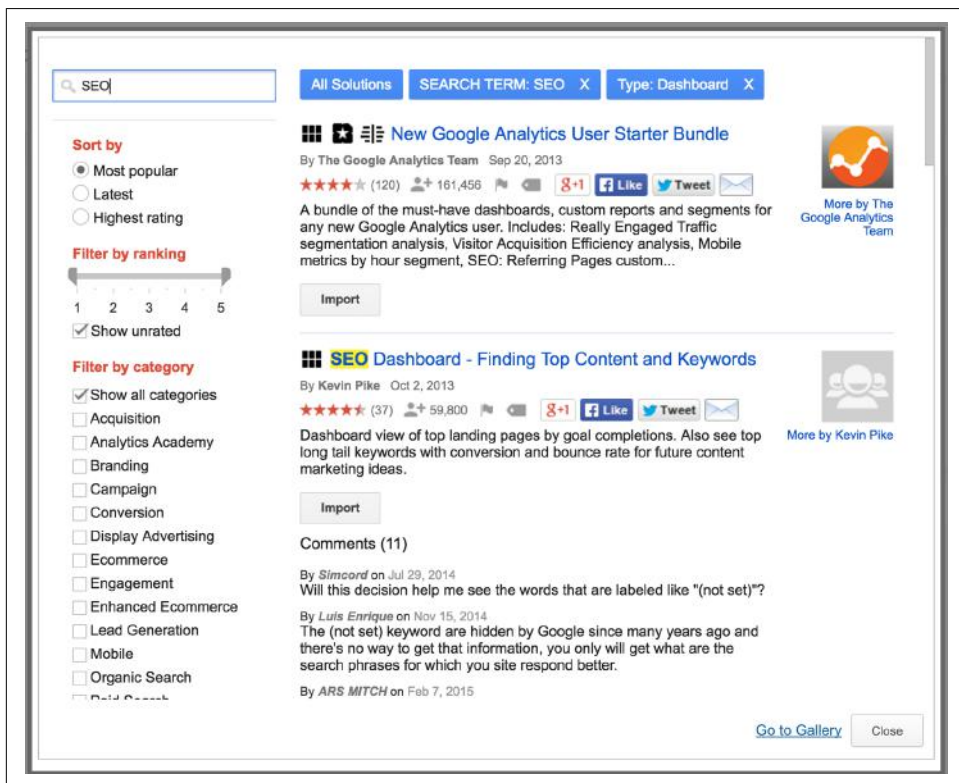 SEO
Sort by
Most popular
Latest
Highest rating
Filter by ranking
1 2 3 4 5
Show unrated
Filter by category
Show all categories
Acquisition
Analytics Academy
Branding
Campaign
Conversion
Display Advertising
Ecommerce
Engagement
Enhanced Ecommerce
Lead Generation
Mobile
Organic Search
Paid Search
All Solutions SEARCH TERM: SEO X Type: Dashboard X
New Google Analytics User Starter Bundle
By The Google Analytics Team Sep 20, 2013
(120) 161,456 g+1 Like Tweet
A bundle of the must-have dashboards, custom reports and segments for
any new Google Analytics user. Includes: Really Engaged Traffic
segmentation analysis, Visitor Acquisition Efficiency analysis, Mobile
metrics by hour segment, SEO: Referring Pages custom...
Import
More by The
Google Analytics
Team
SEO Dashboard - Finding Top Content and Keywords
By Kevin Pike Oct 2, 2013
(37) 59,800 g+1 Like Tweet
Dashboard view of top landing pages by goal completions. Also see top
long tail keywords with conversion and bounce rate for future content
marketing ideas.
Import
More by Kevin Pike
Comments (11)
By Simcord on Jul 29, 2014
Will this decision help me see the words that are labeled like "(not set)"?
By Luis Enrique on Nov 15, 2014
The (not set) keyword are hidden by Google since many years ago and
there's no way to get that information, you only will get what are the
search phrases for which you site respond better.
By ARS MITCH on Feb 7, 2015
Go to Gallery Close